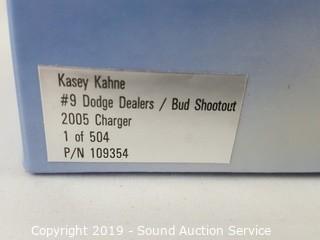 Kasey Kahne
#9 Dodge Dealers / Bud Shootout
2005 Charger
1 of 504
P/N 109354
Copyright 2019 - Sound Auction Service